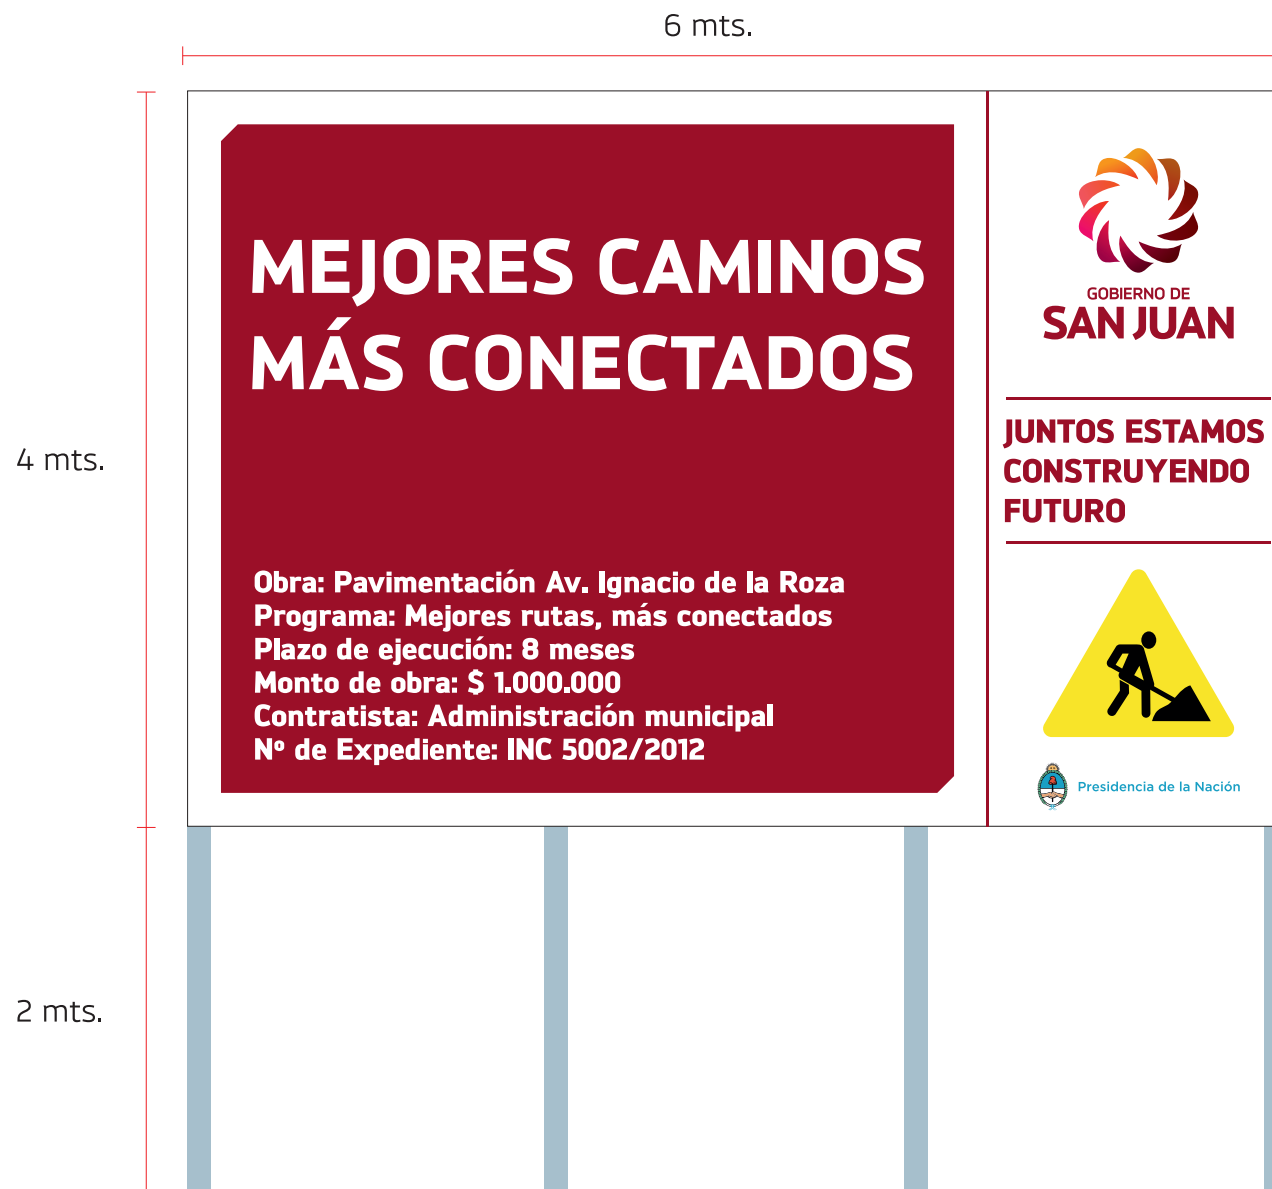 6 mts.
4 mts.
MEJORES CAMINOS
MÁS CONECTADOS
Obra: Pavimentación Av. Ignacio de la Roza
Programa: Mejores rutas, más conectados
Plazo de ejecución: 8 meses
Monto de obra: $ 1.000.000
Contratista: Administración municipal
Nº de Expediente: INC 5002/2012
GOBIERNO DE
SAN JUAN
JUNTOS ESTAMOS
CONSTRUYENDO
FUTURO
Presidencia de la Nación
2 mts.